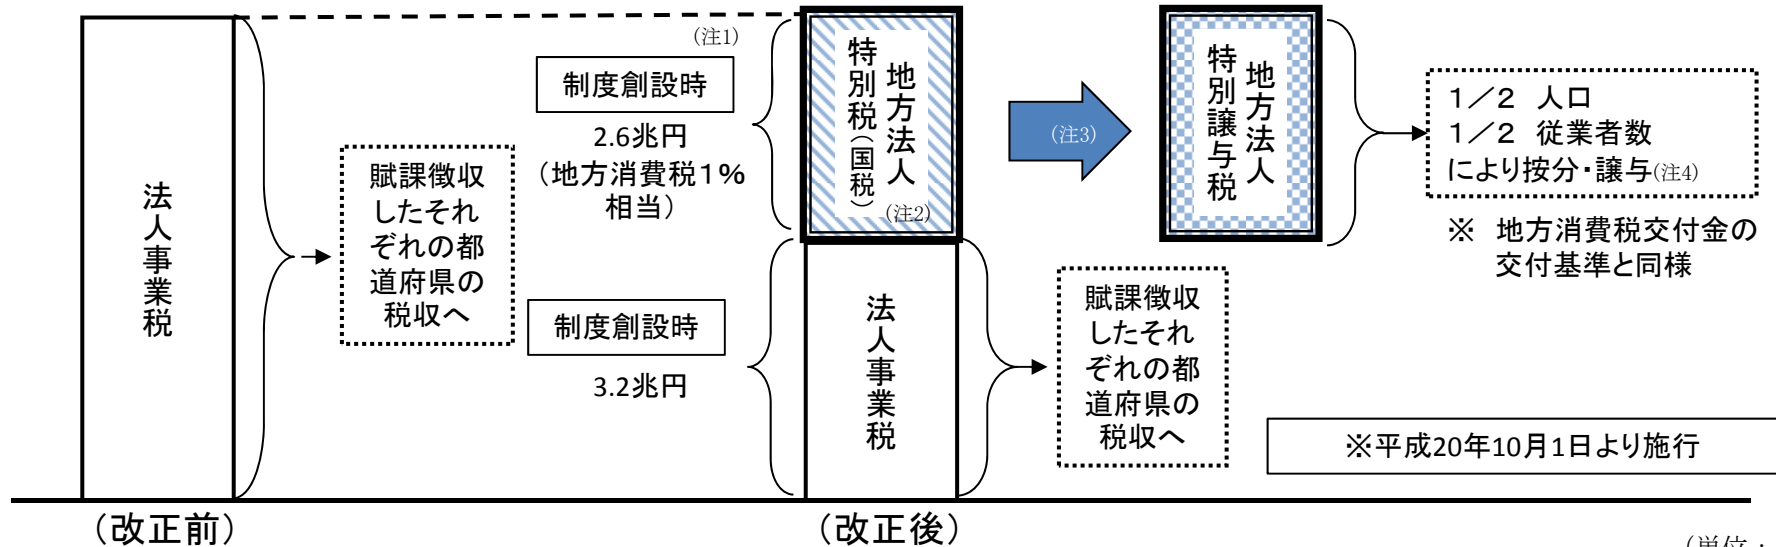 法人事業税
賦課徴収
したそれ
ぞれの都
道府県の
税収へ
(注1)
制度創設時
2.6兆円
（地方消費税１％
相当）
制度創設時
3.2兆円
地方法人
特別税（国税）
(注2)
法人事業税
(注3)
地方法人
特別譲与税
１／２　人口
１／２　従業者数
により按分・譲与(注4)
※　地方消費税交付金の
交付基準と同様
賦課徴収
したそれ
ぞれの都
道府県の
税収へ
※平成20年10月1日より施行
（改正前）
（改正後）
（単位：